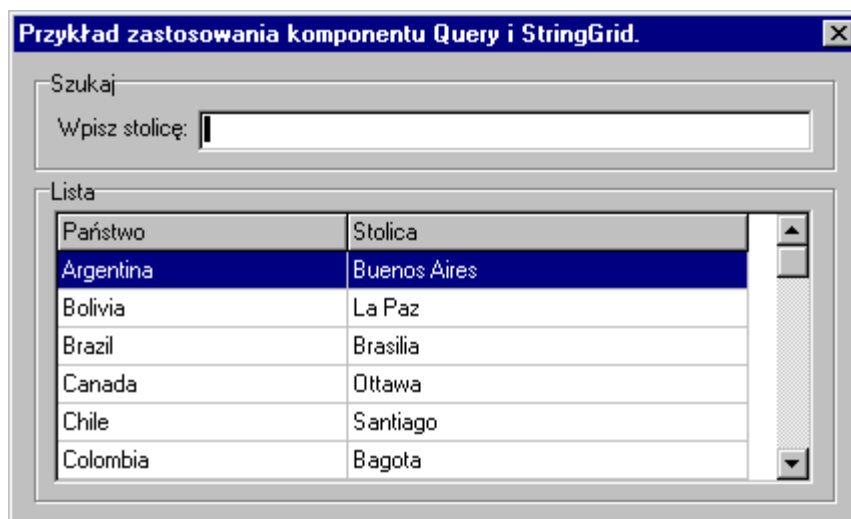 Przykład zastosowania komponentu Query i StringGrid.
Szukaj
Wpisz stolicę:
Lista
Państwo Stolica
Argentina Buenos Aires
Bolivia La Paz
Brazil Brasilia
Canada Ottawa
Chile Santiago
Colombia Bagota